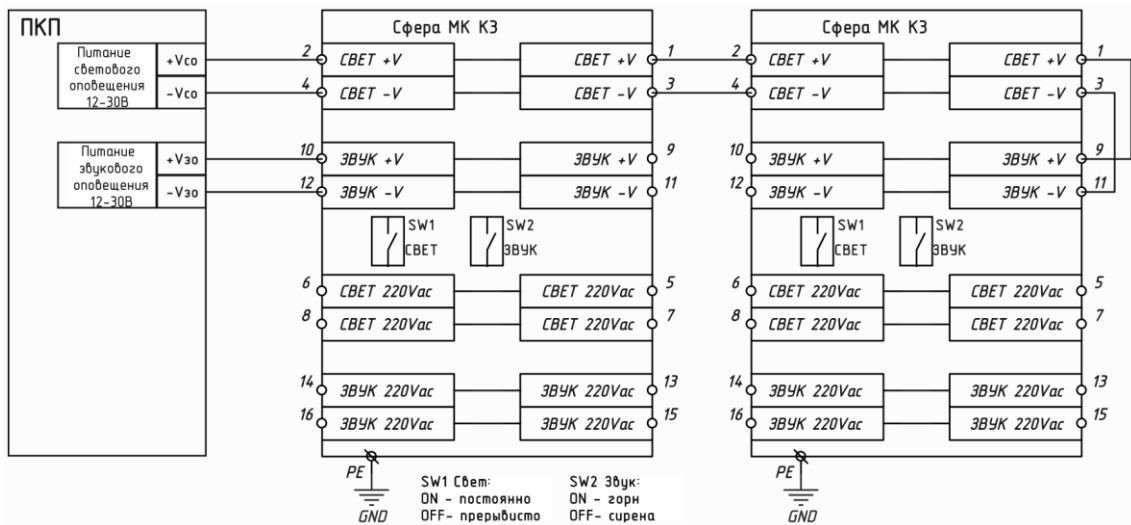 ПКП
Питание
светового
оповещения
12-30В
+Vсо
-Vсо
Питание
звукового
оповещения
12-30В
+Vзо
-Vзо
Сфера МК КЗ
2 СВЕТ +V СВЕТ +V 1
4 СВЕТ -V СВЕТ -V 3
10 ЗВУК +V ЗВУК +V 9
12 ЗВУК -V ЗВУК -V 11
SW1
СВЕТ
SW2
ЗВУК
6 СВЕТ 220Vac СВЕТ 220Vac 5
8 СВЕТ 220Vac СВЕТ 220Vac 7
14 ЗВУК 220Vac ЗВУК 220Vac 13
16 ЗВУК 220Vac ЗВУК 220Vac 15
PE
GND
Сфера МК КЗ
2 СВЕТ +V СВЕТ +V 1
4 СВЕТ -V СВЕТ -V 3
10 ЗВУК +V ЗВУК +V 9
12 ЗВУК -V ЗВУК -V 11
SW1
СВЕТ
SW2
ЗВУК
6 СВЕТ 220Vac СВЕТ 220Vac 5
8 СВЕТ 220Vac СВЕТ 220Vac 7
14 ЗВУК 220Vac ЗВУК 220Vac 13
16 ЗВУК 220Vac ЗВУК 220Vac 15
PE
GND
SW1 Свет:
ON - постоянно
OFF- прерывисто
SW2 Звук:
ON - горн
OFF- сирена